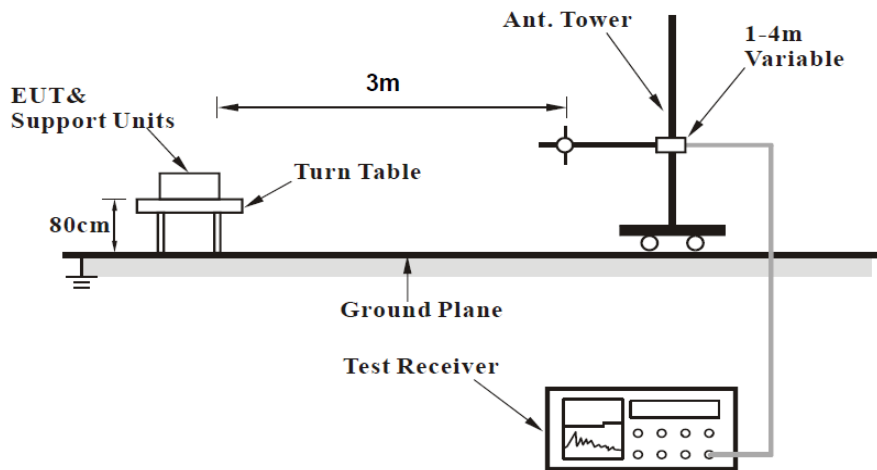 Ant. Tower
1-4m
Variable
3m
EUT&
Support Units
Turn Table
80cm
Ground Plane
Test Receiver